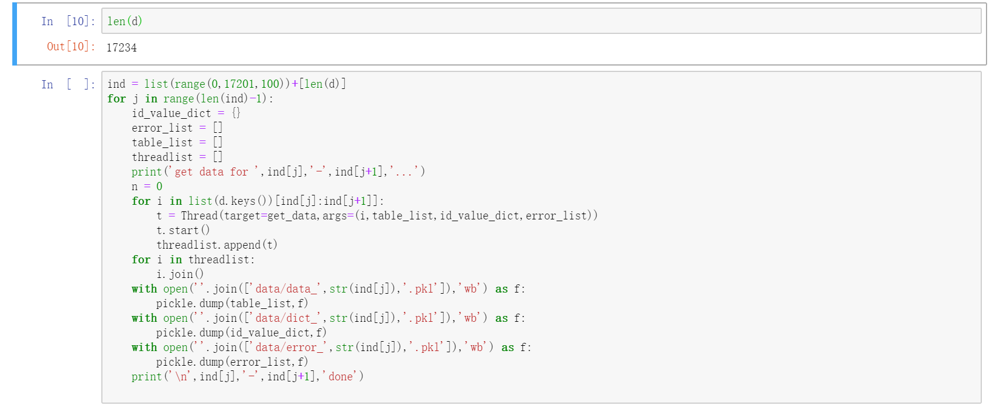 In [10]: len(d)
Out[10]: 17234
In [ ]: ind = list(range(0,17201,100))+[len(d)]
for j in range(len(ind)-1):
    id_value_dict = {}
    error_list = []
    table_list = []
    threadlist = []
    print('get data for ',ind[j],'-',ind[j+1],'...')
    n = 0
    for i in list(d.keys())[ind[j]:ind[j+1]]:
        t = Thread(target=get_data,args=(i,table_list,id_value_dict,error_list))
        t.start()
        threadlist.append(t)
    for i in threadlist:
        i.join()
    with open(''.join(['data/data_',str(ind[j]),'.pkl']),'wb') as f:
        pickle.dump(table_list,f)
    with open(''.join(['data/dict_',str(ind[j]),'.pkl']),'wb') as f:
        pickle.dump(id_value_dict,f)
    with open(''.join(['data/error_',str(ind[j]),'.pkl']),'wb') as f:
        pickle.dump(error_list,f)
    print('\n',ind[j],'-',ind[j+1],'done')